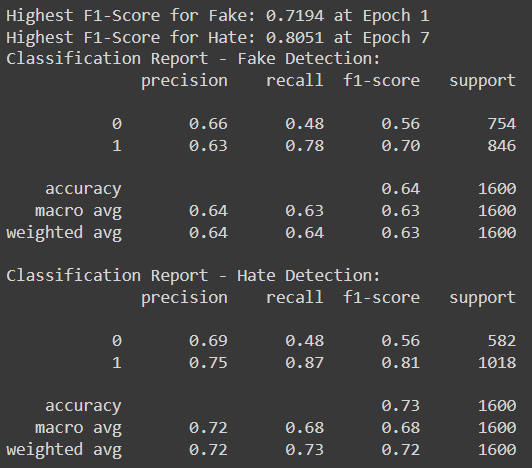 Highest F1-Score for Fake: 0.7194 at Epoch 1
Highest F1-Score for Hate: 0.8051 at Epoch 7
Classification Report - Fake Detection:
precision recall f1-score support
0 0.66 0.48 0.56 754
1 0.63 0.78 0.70 846
accuracy 0.64 1600
macro avg 0.64 0.63 0.63 1600
weighted avg 0.64 0.64 0.63 1600
Classification Report - Hate Detection:
precision recall f1-score support
0 0.69 0.48 0.56 582
1 0.75 0.87 0.81 1018
accuracy 0.73 1600
macro avg 0.72 0.68 0.68 1600
weighted avg 0.72 0.73 0.72 1600